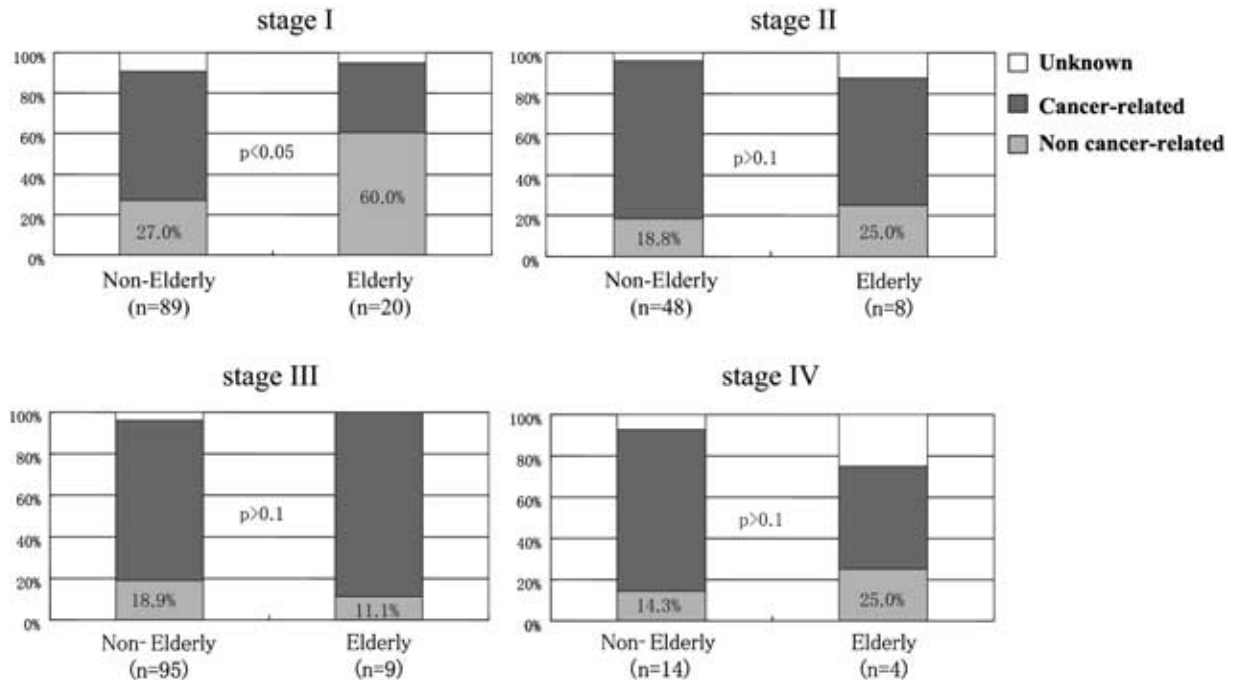 stage I
100%
80%
60%
40%
20%
0%
p<0.05
27.0%
60.0%
Non-Elderly
(n=89)
Elderly
(n=20)
stage II
100%
80%
60%
40%
20%
0%
p>0.1
18.8%
25.0%
Non-Elderly
(n=48)
Elderly
(n=8)
Unknown
Cancer-related
Non cancer-related
stage III
100%
80%
60%
40%
20%
0%
p>0.1
18.9%
11.1%
Non- Elderly
(n=95)
Elderly
(n=9)
stage IV
100%
80%
60%
40%
20%
0%
p>0.1
14.3%
25.0%
Non- Elderly
(n=14)
Elderly
(n=4)